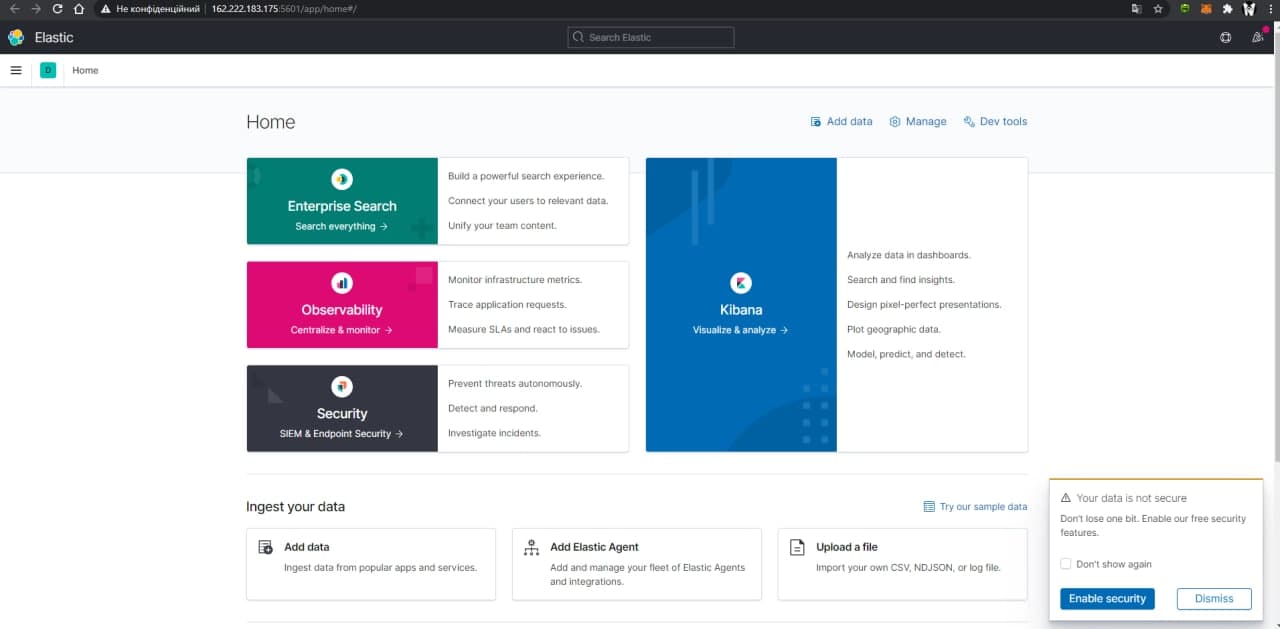 Не конфіденційний
162.222.183.175:5601/app/home#/
Elastic
Search Elastic
D
Home
Home
Add data
Manage
Dev tools
Enterprise Search
Search everything →
Build a powerful search experience.
Connect your users to relevant data.
Unify your team content.
Observability
Centralize & monitor →
Monitor infrastructure metrics.
Trace application requests.
Measure SLAs and react to issues.
Security
SIEM & Endpoint Security →
Prevent threats autonomously.
Detect and respond.
Investigate incidents.
Kibana
Visualize & analyze →
Analyze data in dashboards.
Search and find insights.
Design pixel-perfect presentations.
Plot geographic data.
Model, predict, and detect.
Ingest your data
Try our sample data
Add data
Ingest data from popular apps and services.
Add Elastic Agent
Add and manage your fleet of Elastic Agents
and integrations.
Upload a file
Import your own CSV, NDJSON, or log file.
Your data is not secure
Don't lose one bit. Enable our free security
features.
Don't show again
Enable security
Dismiss